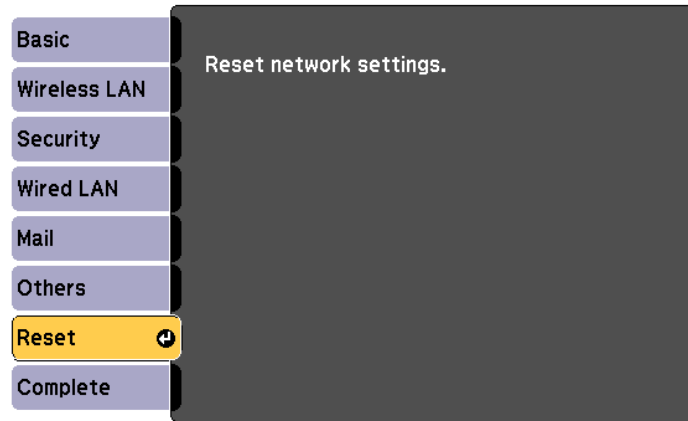 Basic
Wireless LAN
Security
Wired LAN
Mail
Others
Reset
Complete
Reset network settings.